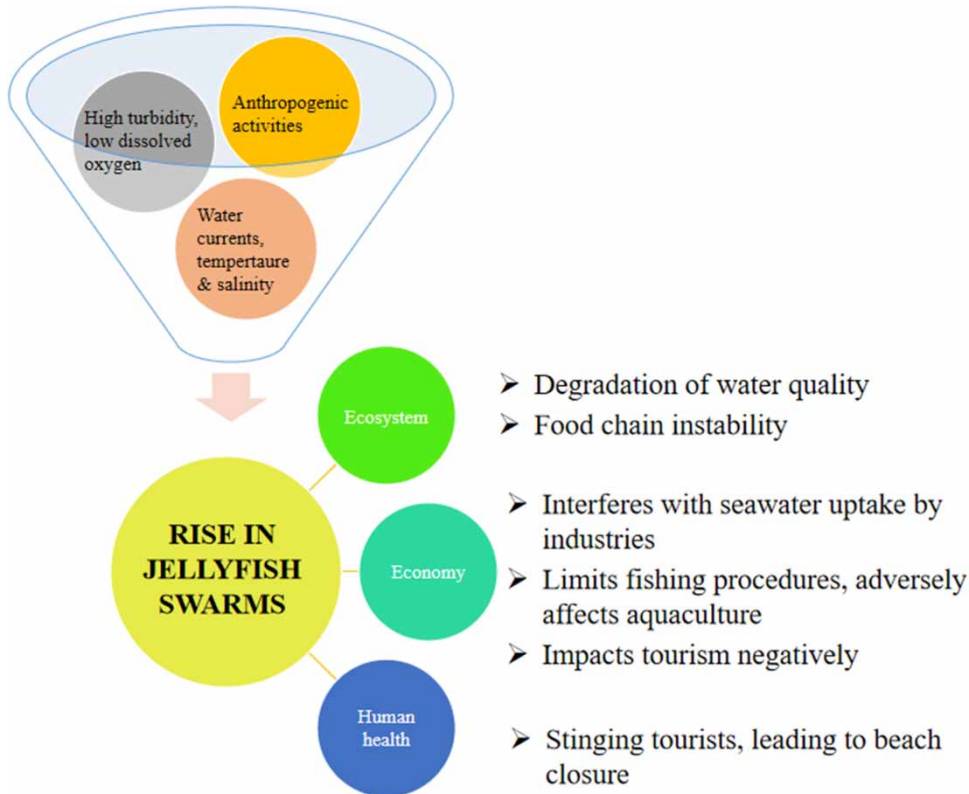 High turbidity,
low dissolved
oxygen
Anthropogenic
activities
Water
currents,
tempertaure
& salinity
RISE IN
JELLYFISH
SWARMS
Ecosystem
➤ Degradation of water quality
➤ Food chain instability
Economy
➤ Interferes with seawater uptake by
industries
➤ Limits fishing procedures, adversely
affects aquaculture
➤ Impacts tourism negatively
Human
health
➤ Stinging tourists, leading to beach
closure